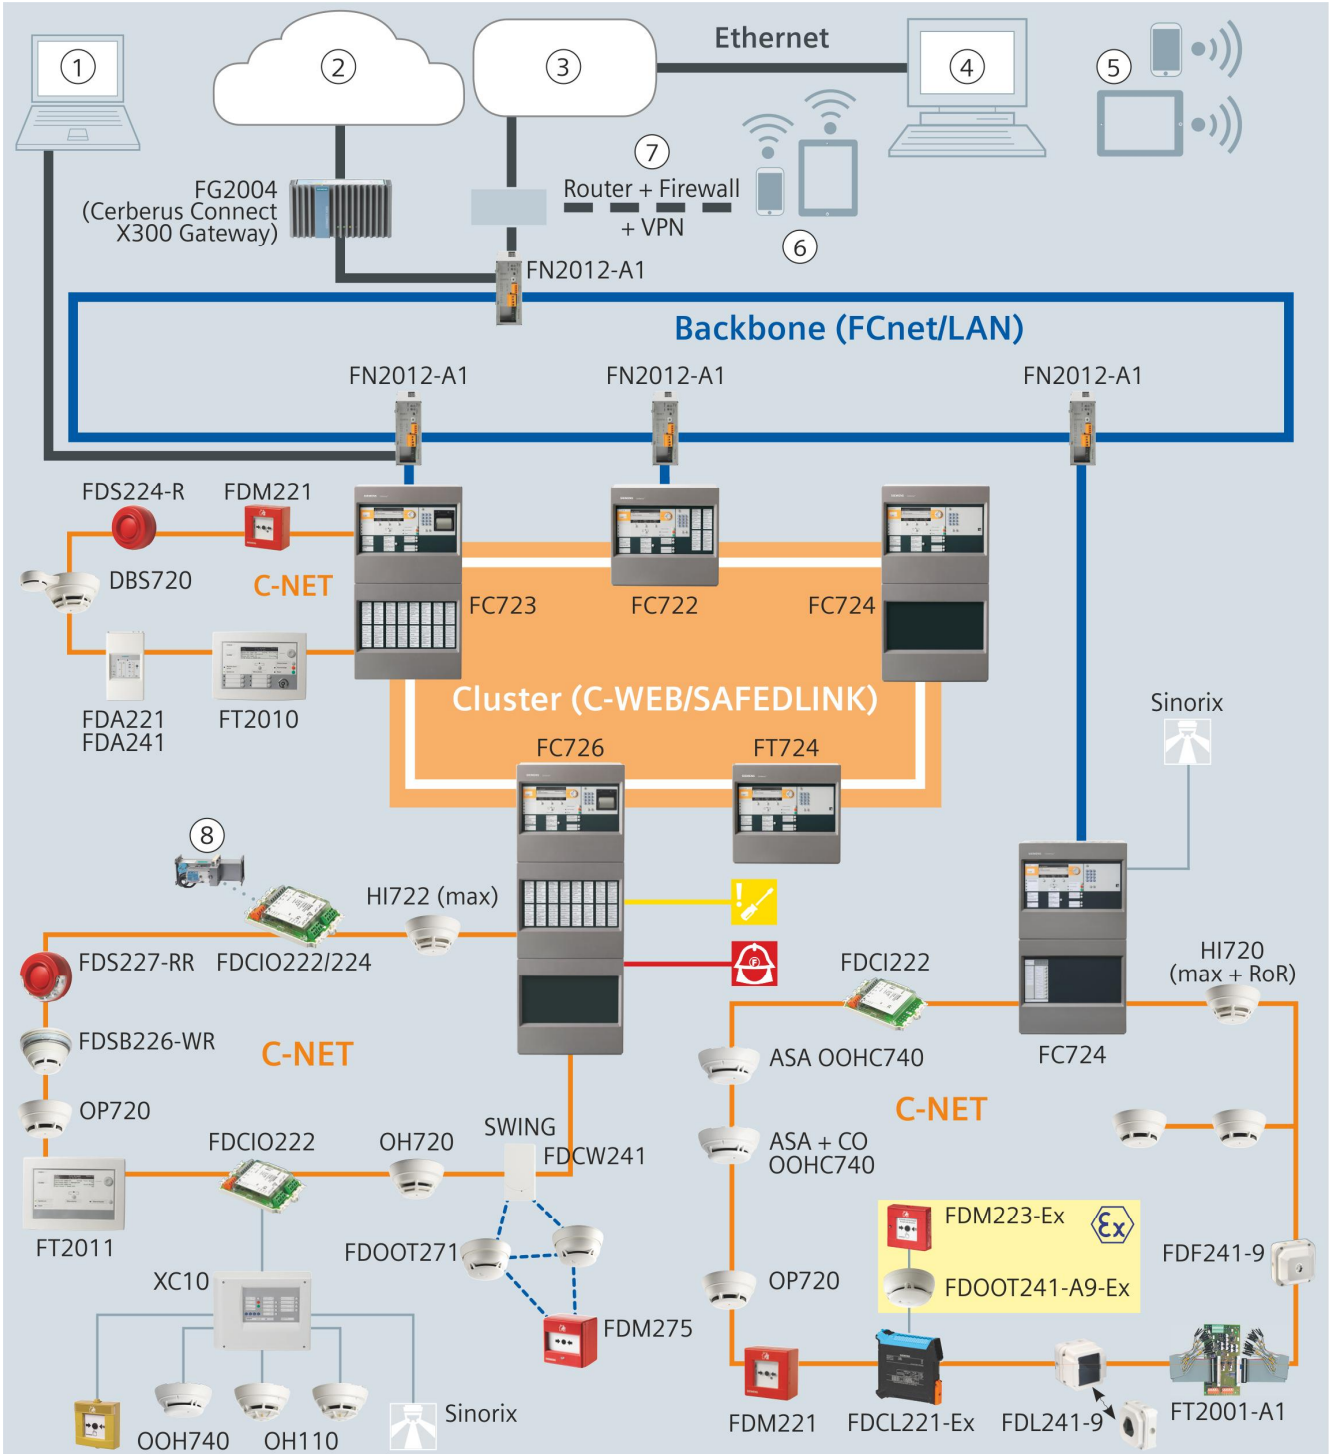 1
2
3
Ethernet
4
5
7
FG2004
(Cerberus Connect
X300 Gateway)
Router + Firewall
+ VPN
6
FN2012-A1
Backbone (FCnet/LAN)
FN2012-A1
FN2012-A1
FN2012-A1
FDS224-R
FDM221
DBS720
C-NET
FC723
FC722
FC724
FDA221
FDA241
FT2010
Cluster (C-WEB/SAFEDLINK)
Sinorix
FC726
FT724
8
HI722 (max)
FDS227-RR
FDCIO222/224
F
FDCI222
HI720
(max + RoR)
FDSB226-WR
C-NET
FC724
ASA OOHC740
OP720
C-NET
FDCIO222
OH720
SWING
FDCW241
ASA + CO
OOHC740
FT2011
FDOOT271
FDM223-Ex
Ex
FDF241-9
XC10
OP720
FDOOT241-A9-Ex
FDM275
OOH740
OH110
Sinorix
FDM221
FDCL221-Ex
FDL241-9
FT2001-A1